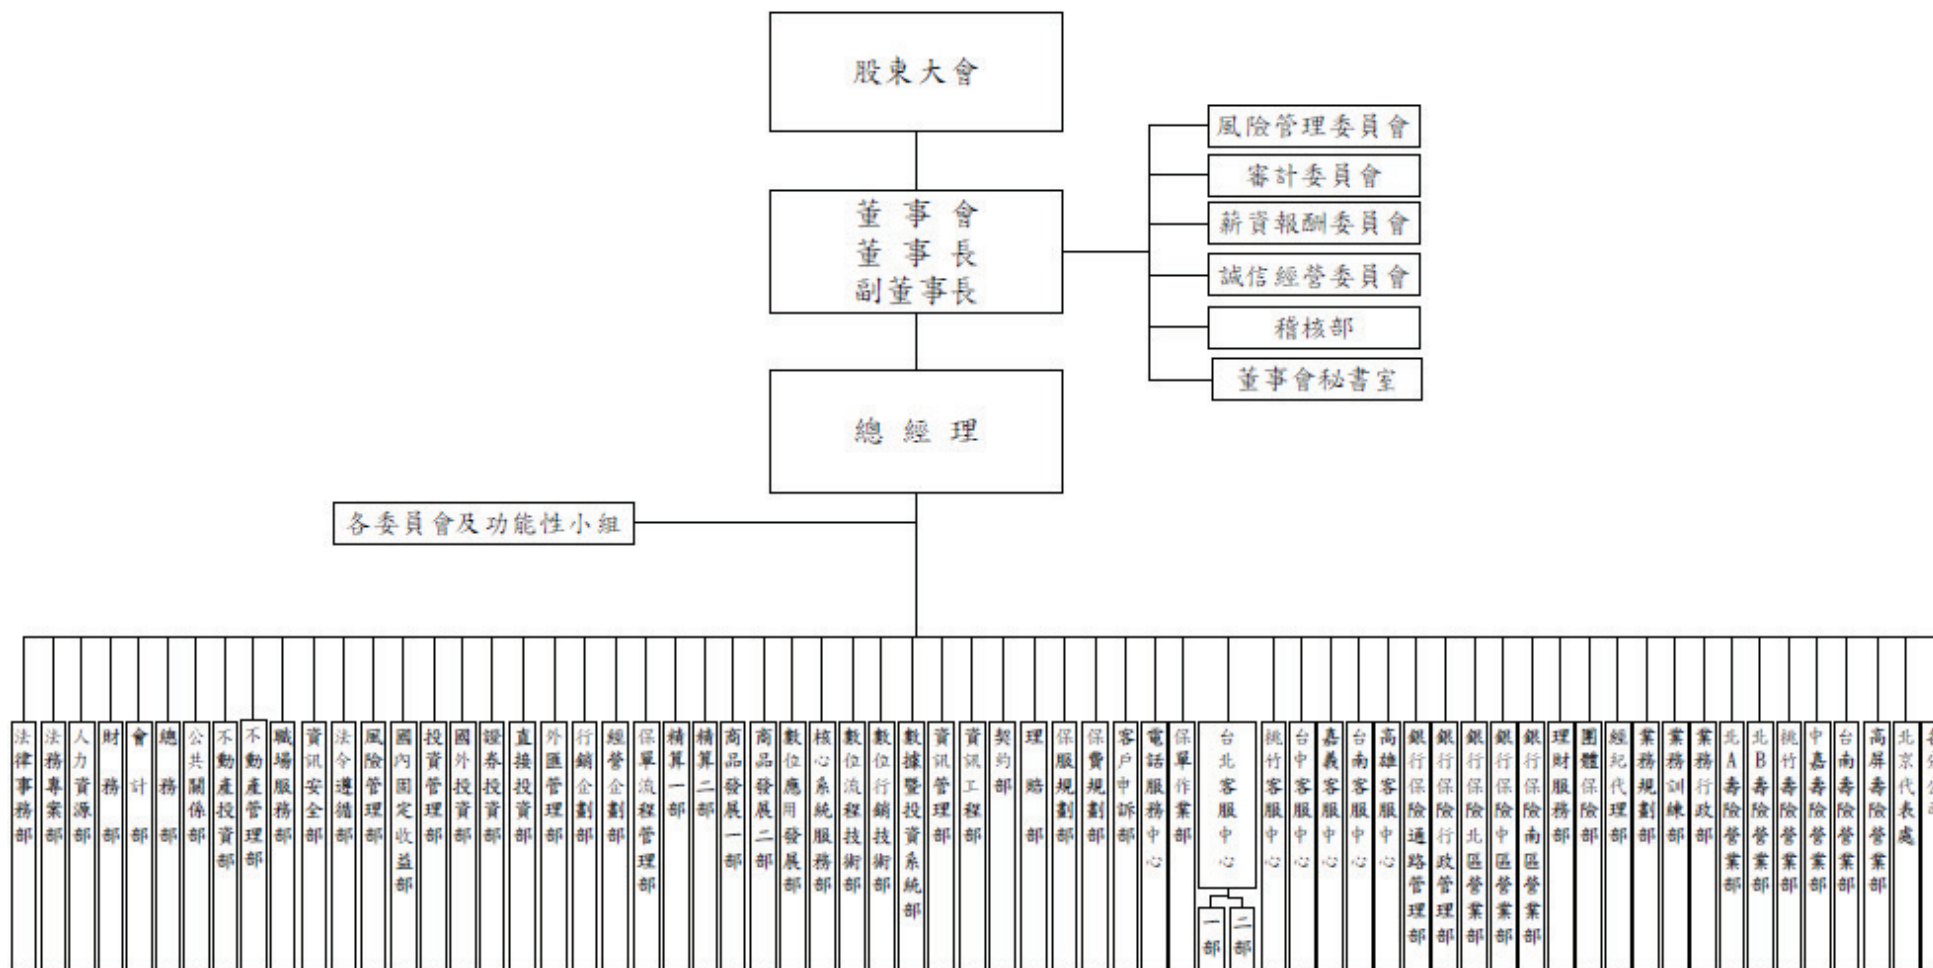 股東大會
風險管理委員會
審計委員會
薪資報酬委員會
誠信經營委員會
稽核部
董事會秘書室
董事會
董事長
副董事長
總經理
各委員會及功能性小組
法律事務部
法務專案部
人力資源部
財務部
會計部
總務部
公共關係部
不動產投資部
不動產管理部
職場服務部
資訊安全部
法令遵循部
風險管理部
國內固定收益部
投資管理部
國外投資部
證券投資部
直接投資部
外匯管理部
行銷企劃部
經營企劃部
保單流程管理部
精算一部
精算二部
商品發展一部
商品發展二部
數位應用發展部
核心系統服務部
數位流程技術部
數位行銷技術部
數據暨投資系統部
資訊管理部
資訊工程部
契約部
理賠部
保服規劃部
保費規劃部
客戶申訴部
電話服務中心
保單作業部
台北客服中心
一部
二部
桃竹客服中心
台中客服中心
嘉義客服中心
台南客服中心
高雄客服中心
銀行保險通路管理部
銀行保險行政管理部
銀行保險北區營業部
銀行保險中區營業部
銀行保險南區營業部
理財服務部
團體保險部
經紀代理部
業務規劃部
業務訓練部
業務行政部
北A壽險營業部
北B壽險營業部
桃竹壽險營業部
中嘉壽險營業部
台南壽險營業部
高屏壽險營業部
北京代表處